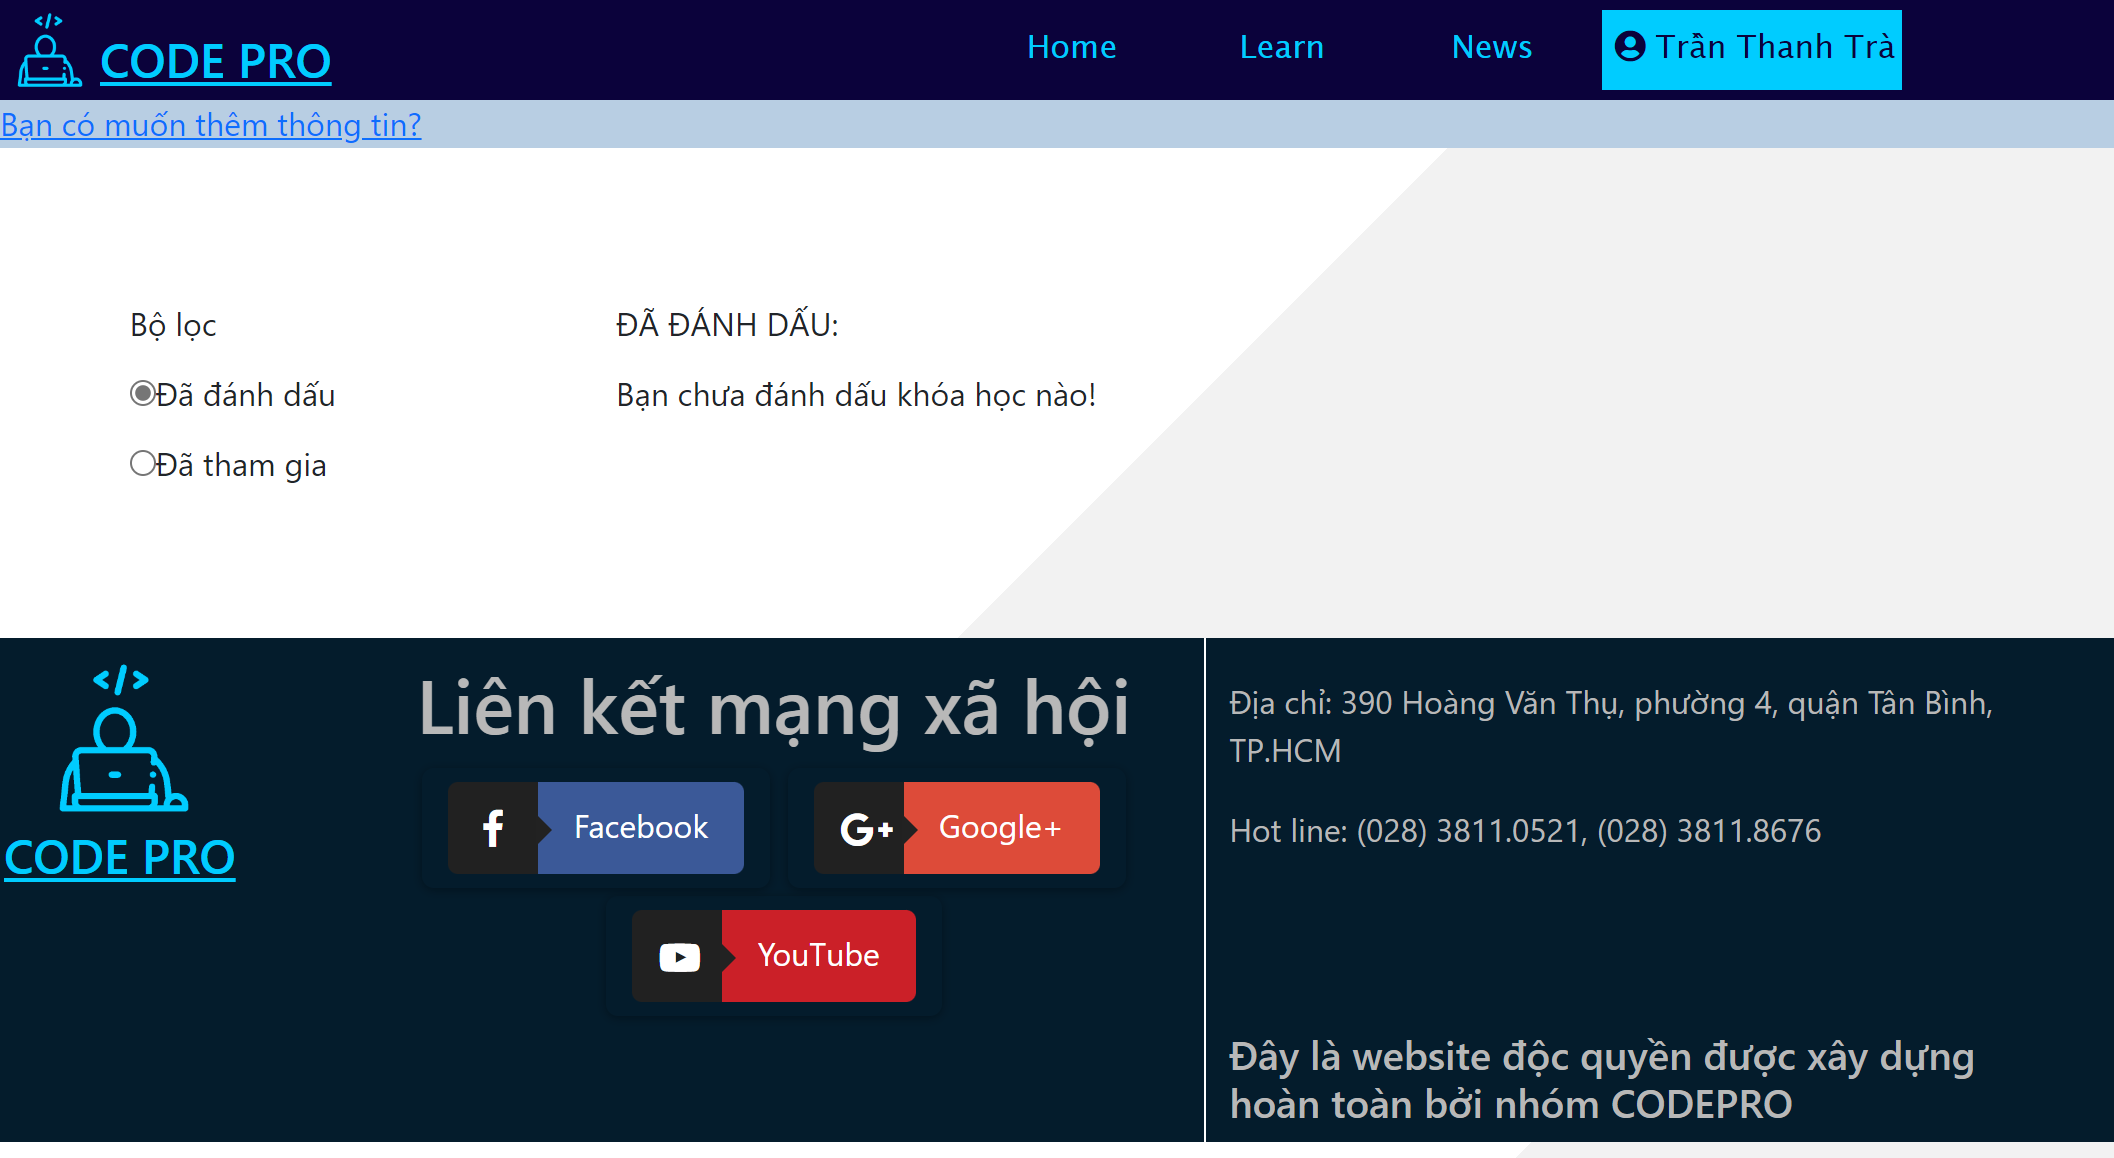 CODE PRO
Home
Learn
News
Trần Thanh Trà
Bạn có muốn thêm thông tin?
Bộ lọc
Đã đánh dấu
Đã tham gia
ĐÃ ĐÁNH DẤU:
Bạn chưa đánh dấu khóa học nào!
CODE PRO
Liên kết mạng xã hội
Facebook
Google+
YouTube
Địa chỉ: 390 Hoàng Văn Thụ, phường 4, quận Tân Bình,
TP.HCM
Hot line: (028) 3811.0521, (028) 3811.8676
Đây là website độc quyền được xây dựng
hoàn toàn bởi nhóm CODEPRO